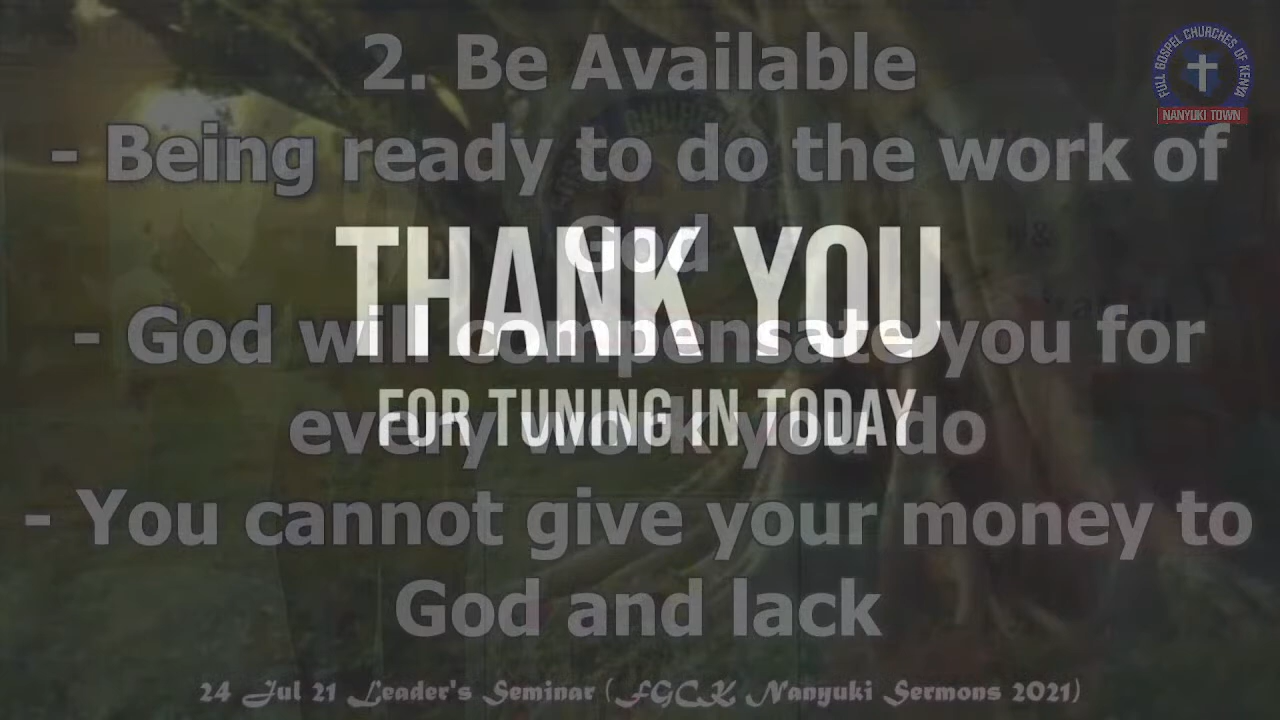 2. Be Available
FULL GOSPEL CHURCHES OF KENYA
NANYUKI TOWN
- Being ready to do the work of
God
THANK YOU
- God will compensate you for
FOR TUNING IN TODAY
every work you do
- You cannot give your money to
God and lack
24 Jul 21 Leader's Seminar (FGCK Nanyuki Sermons 2021)